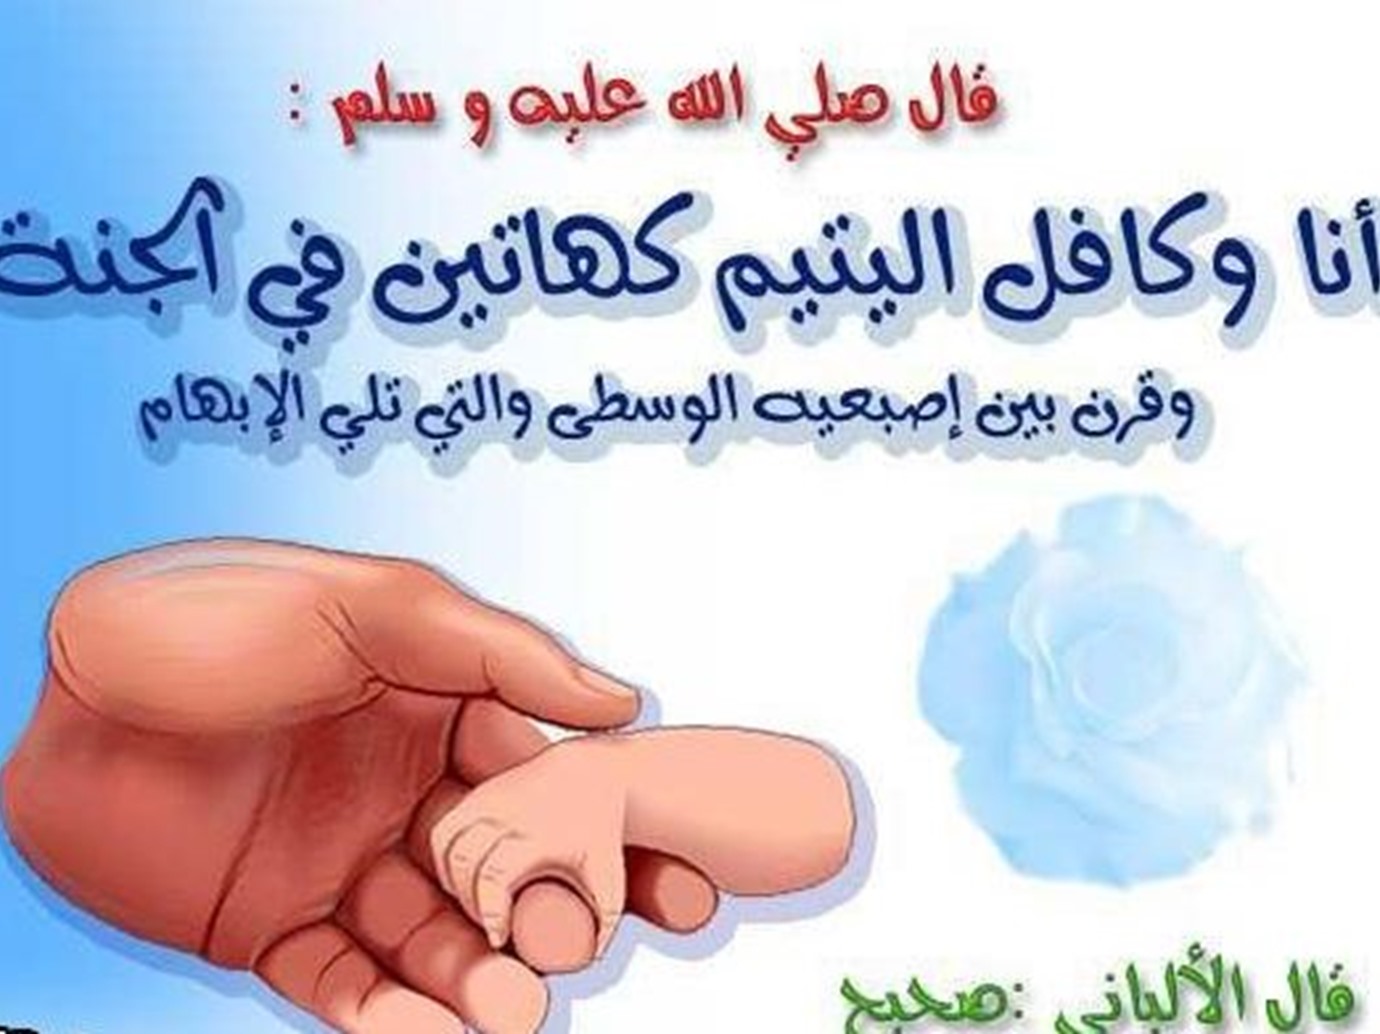 قال صلي الله عليه و سلم :
أنا وكافل اليتيم كهاتين في الجنة
وقرن بين إصبعيه الوسطى والتي تلي الإبهام
قال الألباني :صحيح